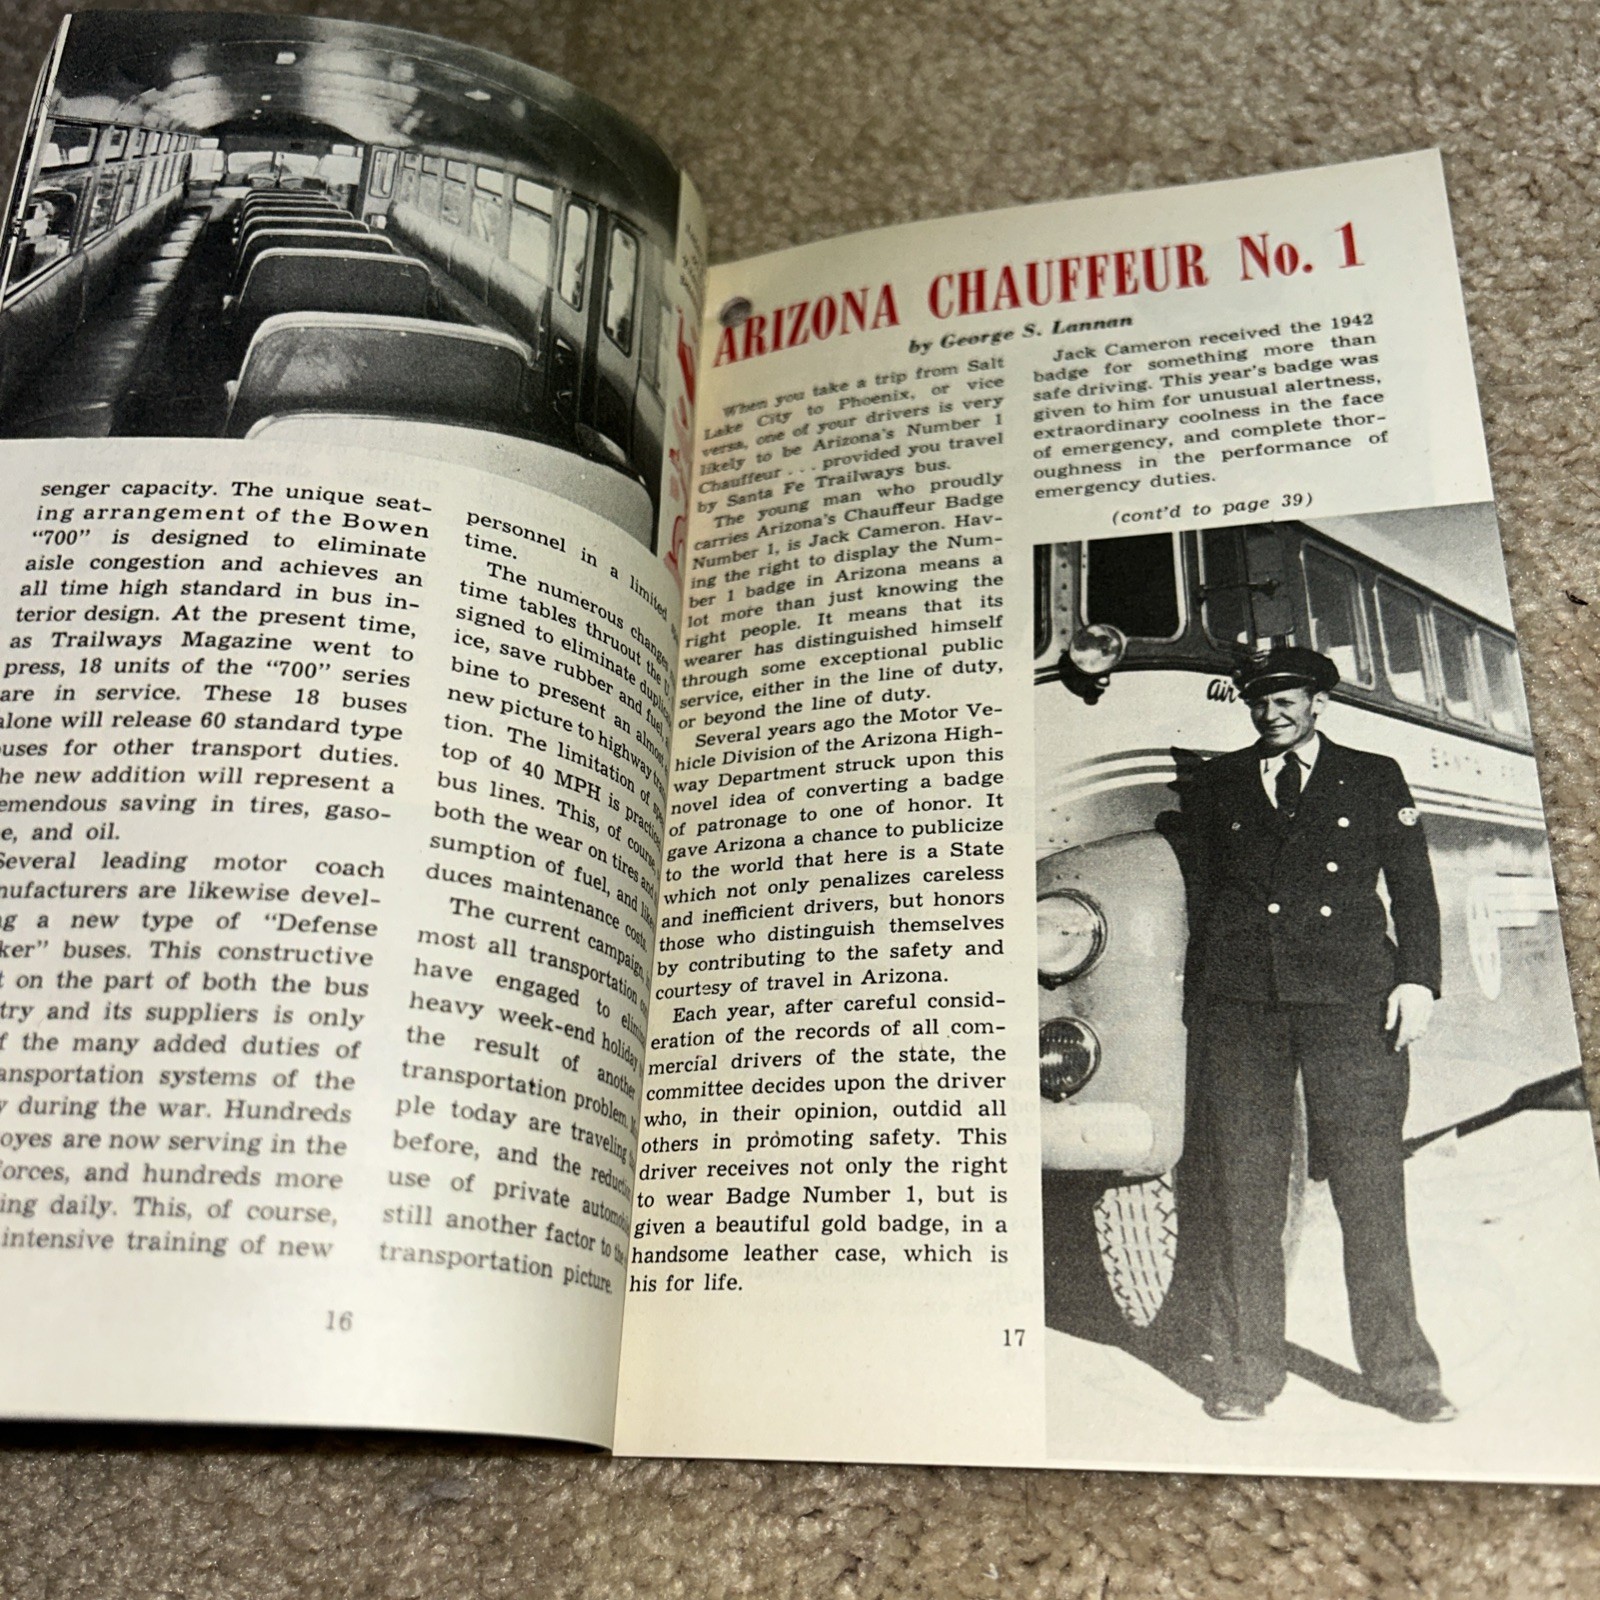 senger capacity. The unique seat-
ing arrangement of the Bowen
"700" is designed to eliminate
aisle congestion and achieves an
all time high standard in bus in-
terior design. At the present time,
as Trailways Magazine went to
press, 18 units of the "700" series
are in service. These 18 buses
alone will release 60 standard type
uses for other transport duties.
he new addition will represent a
emendous saving in tires, gaso-
e, and oil.
Several leading motor coach
nufacturers are likewise devel-
g a new type of "Defense
ker" buses. This constructive
t on the part of both the bus
try and its suppliers is only
f the many added duties of
ansportation systems of the
y during the war. Hundreds
oyes are now serving in the
forces, and hundreds more
ing daily. This, of course,
intensive training of new
personnel in a limited
time.
The numerous changes
time tables thruout the U.
signed to eliminate duplic
ice, save rubber and fuel,
bine to present an almost
new picture to highway tra
tion. The limitation of spe
top of 40 MPH is practic
bus lines. This, of course,
both the wear on tires and
sumption of fuel, and like
duces maintenance costs.
The current campaign,
most all transportation
have engaged to elimi
heavy week-end holiday
the result of another
transportation problem.
ple today are traveling
before, and the reduction
use of private automobi
still another factor to the
transportation picture.
16
ARIZONA CHAUFFEUR No. 1
by George S. Lannan
When you take a trip from Salt
Lake City to Phoenix, or vice
versa, one of your drivers is very
likely to be Arizona's Number 1
Chauffeur . . . provided you travel
by Santa Fe Trailways bus.
The young man who proudly
carries Arizona's Chauffeur Badge
Number 1, is Jack Cameron. Hav-
ing the right to display the Num-
ber 1 badge in Arizona means a
lot more than just knowing the
right people. It means that its
wearer has distinguished himself
through some exceptional public
service, either in the line of duty,
or beyond the line of duty.
Several years ago the Motor Ve-
hicle Division of the Arizona High-
way Department struck upon this
novel idea of converting a badge
of patronage to one of honor. It
gave Arizona a chance to publicize
to the world that here is a State
which not only penalizes careless
and inefficient drivers, but honors
those who distinguish themselves
by contributing to the safety and
courtesy of travel in Arizona.
Each year, after careful consid-
eration of the records of all com-
mercial drivers of the state, the
committee decides upon the driver
who, in their opinion, outdid all
others in promoting safety. This
driver receives not only the right
to wear Badge Number 1, but is
given a beautiful gold badge, in a
handsome leather case, which is
his for life.
Jack Cameron received the 1942
badge for something more than
safe driving. This year's badge was
given to him for unusual alertness,
extraordinary coolness in the face
of emergency, and complete thor-
oughness in the performance of
emergency duties.
(cont'd to page 39)
Air
SANTA FE
17